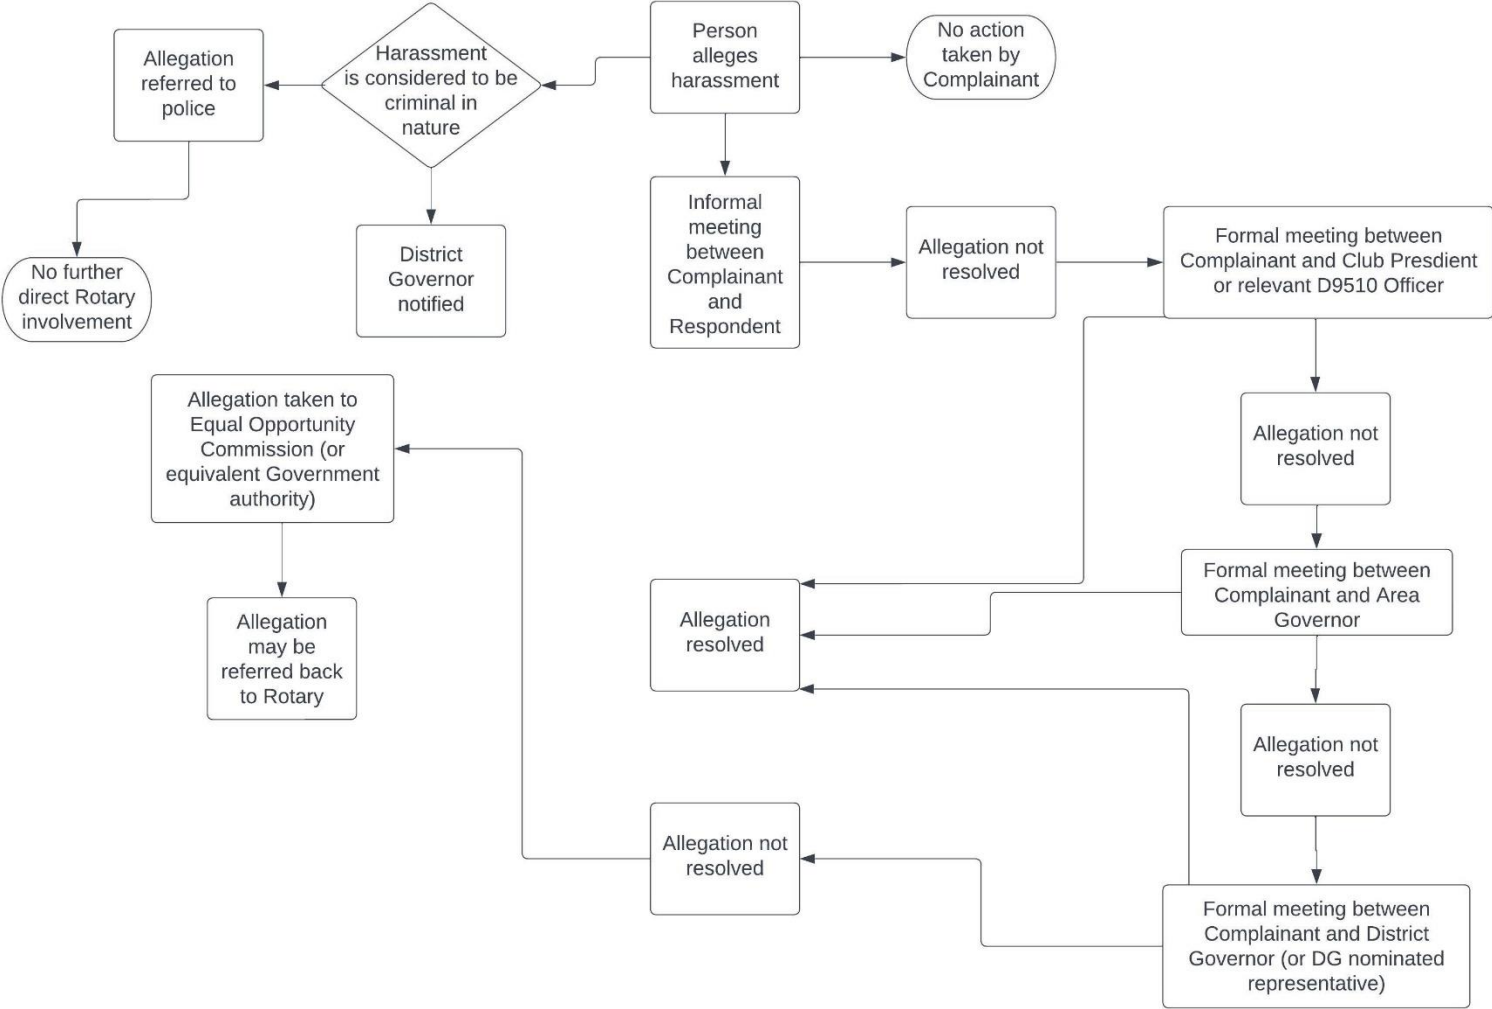 Allegation
referred to
police
Harassment
is considered to be
criminal in
nature
Person
alleges
harassment
No action
taken by
Complainant
No further
direct Rotary
involvement
District
Governor
notified
Informal
meeting
between
Complainant
and
Respondent
Allegation not
resolved
Formal meeting between
Complainant and Club Presdient
or relevant D9510 Officer
Allegation taken to
Equal Opportunity
Commission (or
equivalent Government
authority)
Allegation not
resolved
Allegation
may be
referred back
to Rotary
Allegation
resolved
Formal meeting between
Complainant and Area
Governor
Allegation not
resolved
Allegation not
resolved
Formal meeting between
Complainant and District
Governor (or DG nominated
representative)